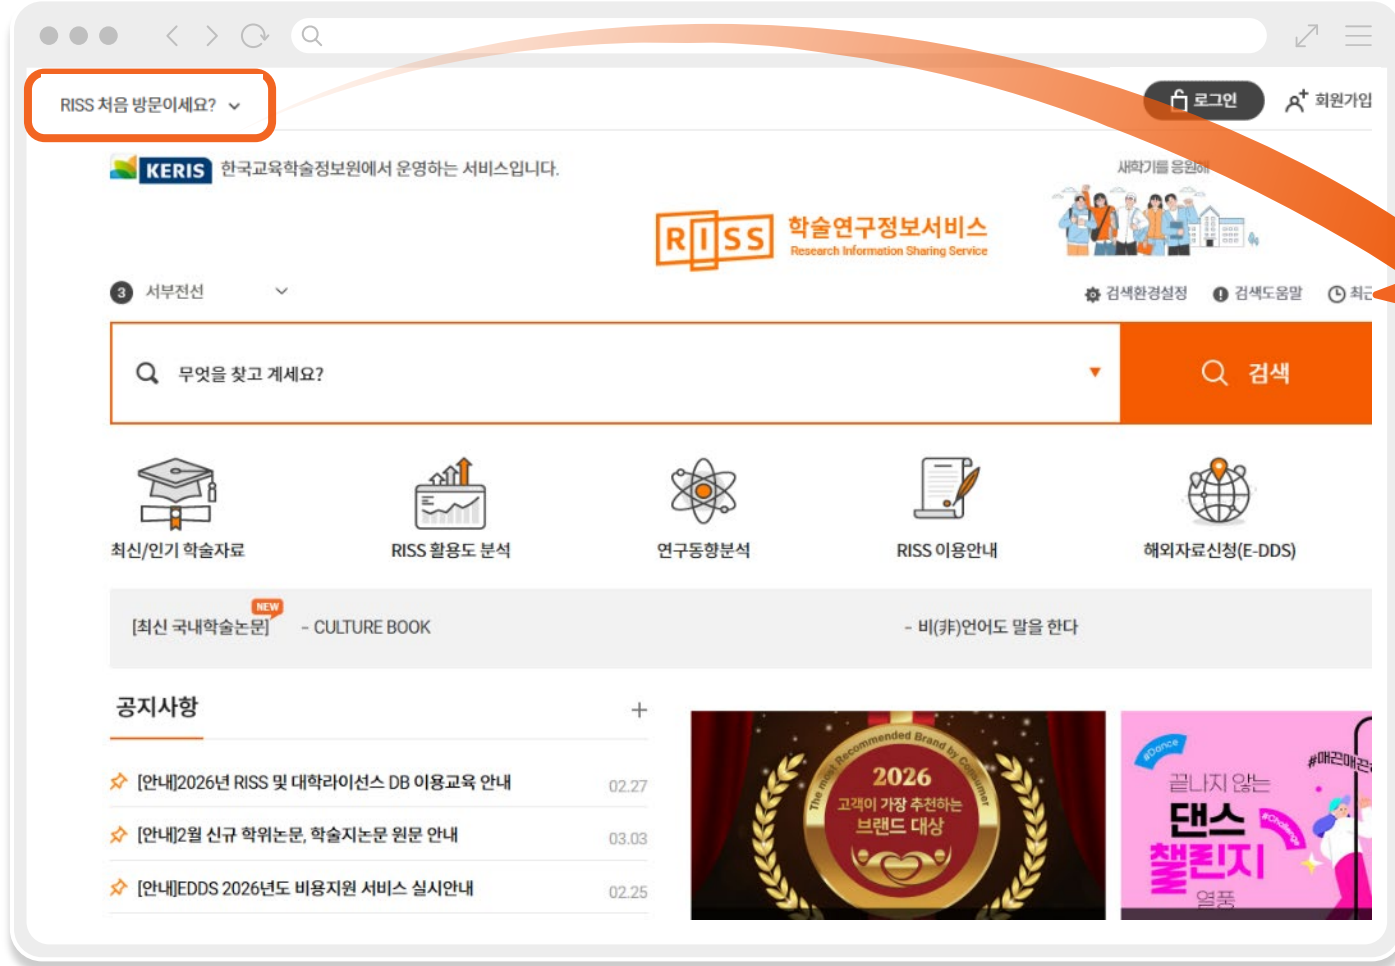 RISS 처음 방문이세요?
로그인
회원가입
KERIS 한국교육학술정보원에서 운영하는 서비스입니다.
새학기를 응원해
RISS 학술연구정보서비스
Research Information Sharing Service
3 서부전선
검색환경설정
검색도움말
최근
무엇을 찾고 계세요?
검색
최신/인기 학술자료
RISS 활용도 분석
연구동향분석
RISS 이용안내
해외자료신청(E-DDS)
NEW
[최신 국내학술논문] - CULTURE BOOK
- 비(非)언어도 말을 한다
공지사항
[안내]2026년 RISS 및 대학라이선스 DB 이용교육 안내 02.27
[안내]2월 신규 학위논문, 학술지논문 원문 안내 03.03
[안내]EDDS 2026년도 비용지원 서비스 실시안내 02.25
The most Recommended Brand by Consumer
2026
고객이 가장 추천하는
브랜드 대상
#Dance
#매끈매끈
끝나지 않는
댄스
#Challenge
챌린지
열풍